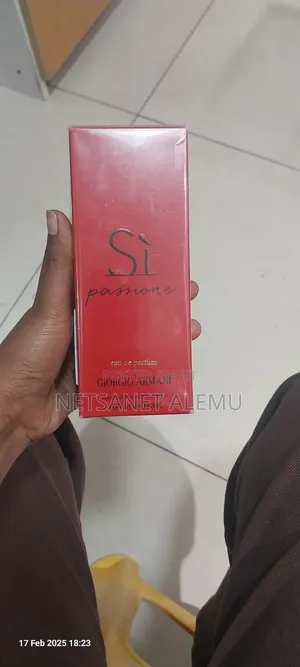 Sì
passione
eau de parfum
GIORGIO ARMANI
NETSANET ALEMU
17 Feb 2025 18:23